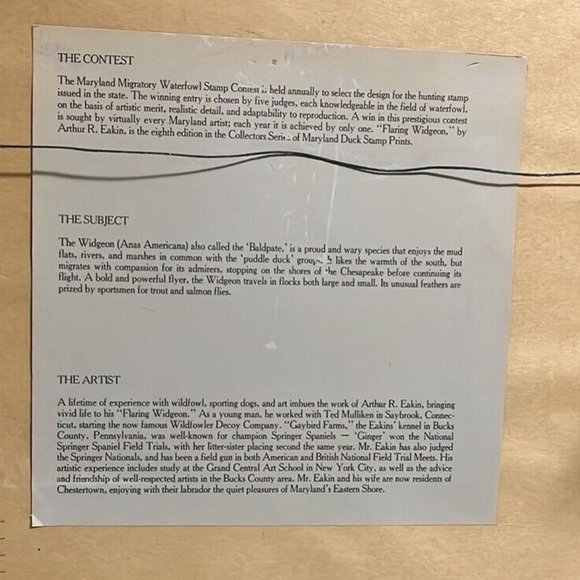 THE CONTEST
The Maryland Migratory Waterfowl Stamp Contest is held annually to select the design for the hunting stamp
issued in the state. The winning entry is chosen by five judges, each knowledgeable in the field of waterfowl,
on the basis of artistic merit, realistic detail, and adaptability to reproduction. A win in this prestigious contest
is sought by virtually every Maryland artist; each year it is achieved by only one. "Flaring Widgeon," by
Arthur R. Eakin, is the eighth edition in the Collectors Series of Maryland Duck Stamp Prints.
THE SUBJECT
The Widgeon (Anas Americana) also called the 'Baldpate,' is a proud and wary species that enjoys the mud
flats, rivers, and marshes in common with the 'puddle duck' group. It likes the warmth of the south, but
migrates with compassion for its admirers, stopping on the shores of the Chesapeake before continuing its
flight. A bold and powerful flyer, the Widgeon travels in flocks both large and small. Its unusual feathers are
prized by sportsmen for trout and salmon flies.
THE ARTIST
A lifetime of experience with wildfowl, sporting dogs, and art imbues the work of Arthur R. Eakin, bringing
vivid life to his "Flaring Widgeon." As a young man, he worked with Ted Mulliken in Saybrook, Connec-
ticut, starting the now famous Wildfowler Decoy Company. "Gaybird Farms," the Eakins' kennel in Bucks
County, Pennsylvania, was well-known for champion Springer Spaniels — 'Ginger' won the National
Springer Spaniel Field Trials, with her litter-sister placing second the same year. Mr. Eakin has also judged
the Springer Nationals, and has been a field gun in both American and British National Field Trial Meets. His
artistic experience includes study at the Grand Central Art School in New York City, as well as the advice
and friendship of well-respected artists in the Bucks County area. Mr. Eakin and his wife are now residents of
Chestertown, enjoying with their labrador the quiet pleasures of Maryland's Eastern Shore.